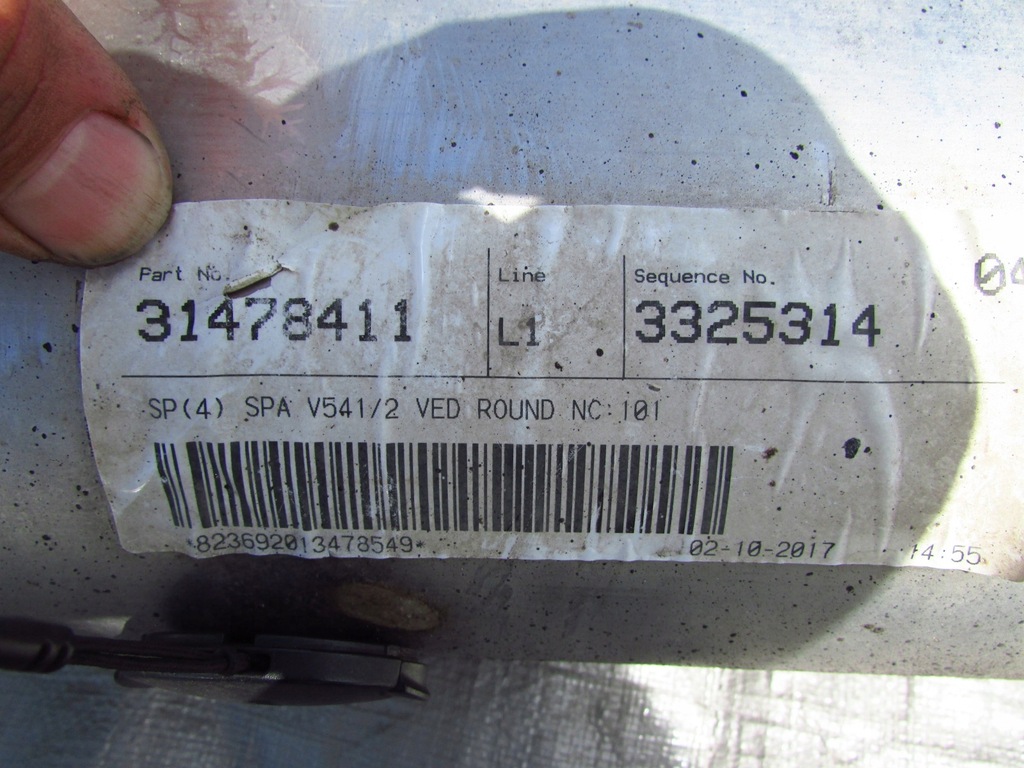 Part No. Line Sequence No. 04
31478411 L1 3325314
SP(4) SPA V541/2 VED ROUND NC 101
*823692013478549* 02-10-2017 14:55